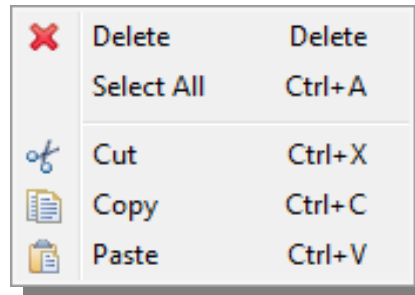 Delete Delete
Select All Ctrl+A
Cut Ctrl+X
Copy Ctrl+C
Paste Ctrl+V